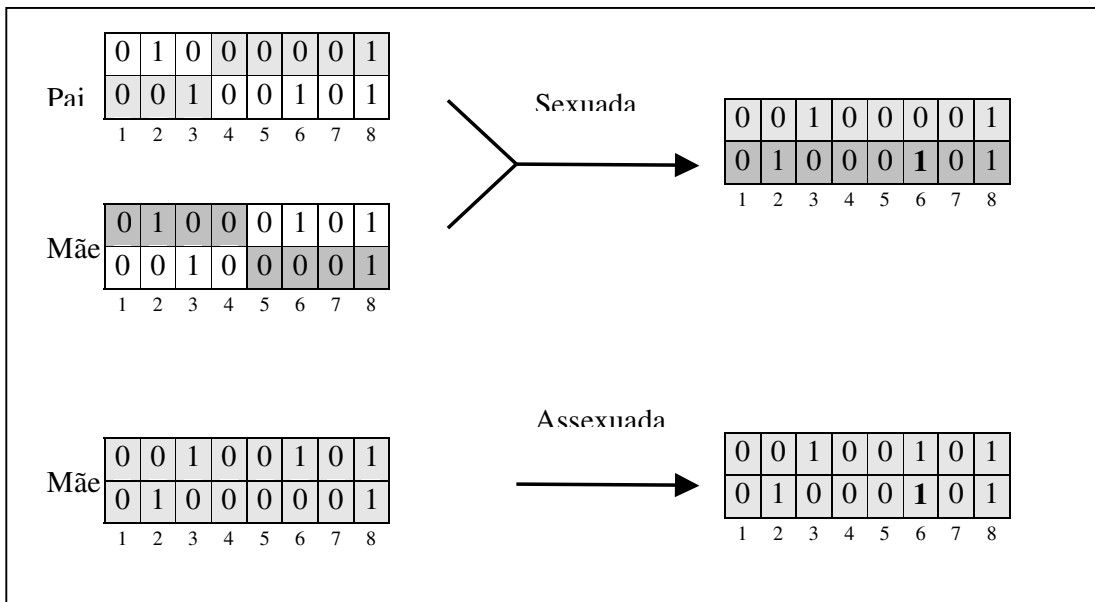 0 1 0 0 0 0 0 1
Pai 0 0 1 0 0 1 0 1
1 2 3 4 5 6 7 8
Sexuada
0 0 1 0 0 0 0 1
0 1 0 0 0 1 0 1
1 2 3 4 5 6 7 8
Mãe
0 1 0 0 0 1 0 1
0 0 1 0 0 0 0 1
1 2 3 4 5 6 7 8
Assexuada
Mãe
0 0 1 0 0 1 0 1
0 1 0 0 0 0 0 1
1 2 3 4 5 6 7 8
0 0 1 0 0 1 0 1
0 1 0 0 0 1 0 1
1 2 3 4 5 6 7 8